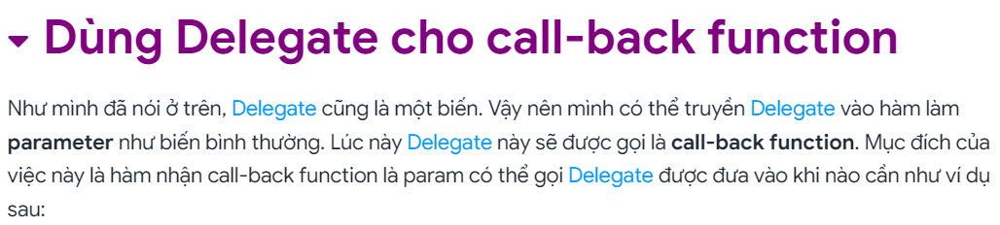 Dùng Delegate cho call-back function
Như mình đã nói ở trên, Delegate cũng là một biến. Vậy nên mình có thể truyền Delegate vào hàm làm
parameter như biến bình thường. Lúc này Delegate này sẽ được gọi là call-back function. Mục đích của
việc này là hàm nhận call-back function là param có thể gọi Delegate được đưa vào khi nào cần như ví dụ
sau: